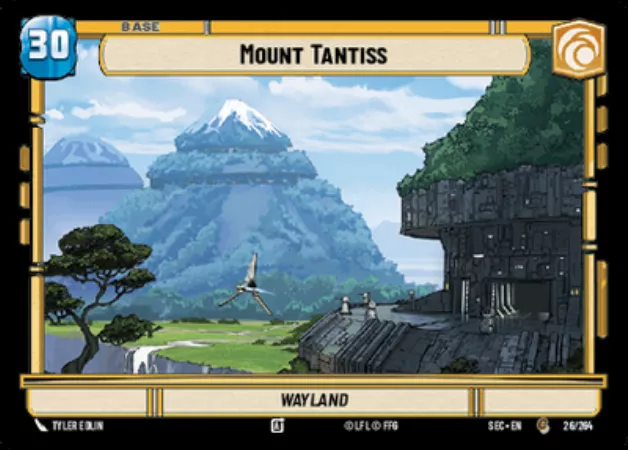 BASE
30
MOUNT TANTISS
WAYLAND
TYLER EDLIN
©LFL ©FFG
SEC•EN
26/264